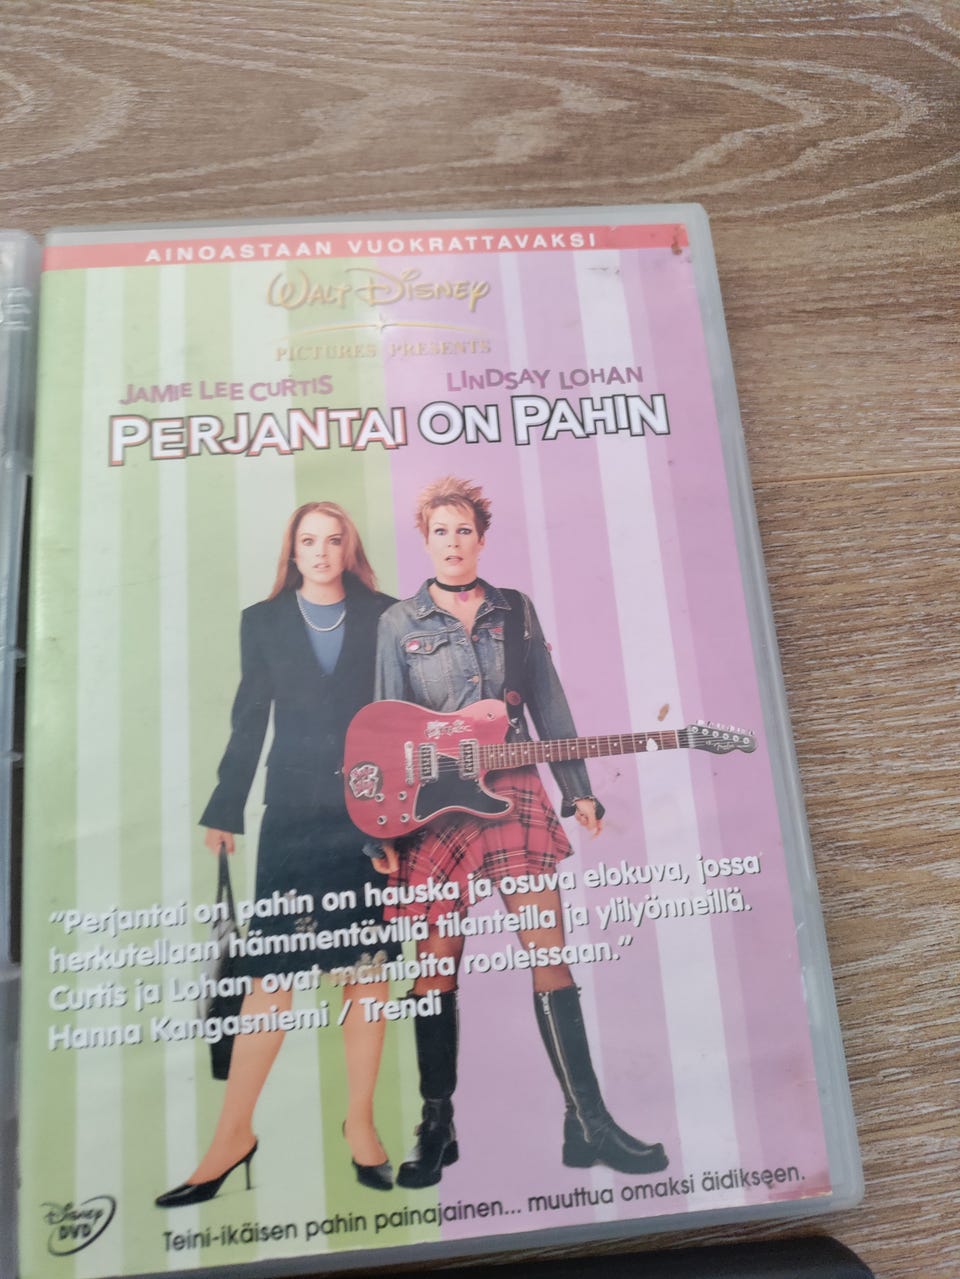 AINOASTAAN VUOKRATTAVAKSI
WALT DISNEY
PICTURES PRESENTS
JAMIE LEE CURTIS LINDSAY LOHAN
PERJANTAI ON PAHIN
"Perjantai on pahin on hauska ja osuva elokuva, jossa
herkutellaan hämmentävillä tilanteilla ja ylilyönneillä.
Curtis ja Lohan ovat mainioita rooleissaan."
Hanna Kangasniemi / Trendi
Disney
DVD
Teini-ikäisen pahin painajainen... muuttua omaksi äidikseen.